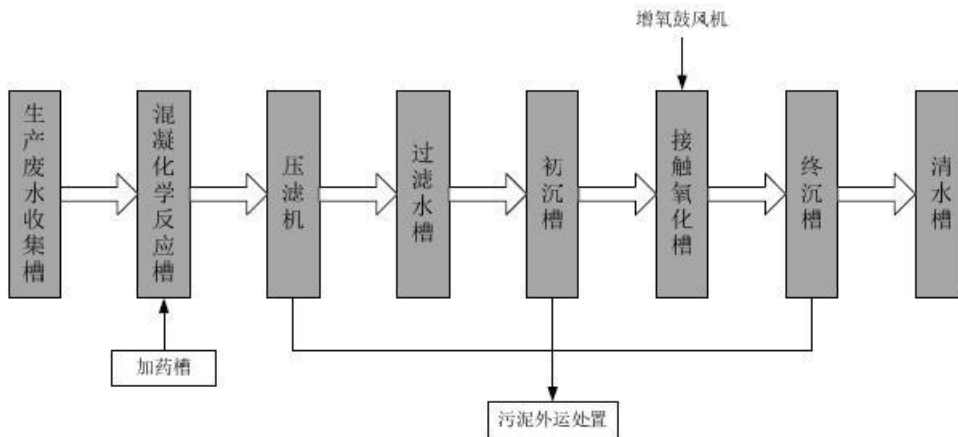 增氧鼓风机
生产废水收集槽
混凝化学反应槽
压滤机
过滤水槽
初沉槽
接触氧化槽
终沉槽
清水槽
加药槽
污泥外运处置